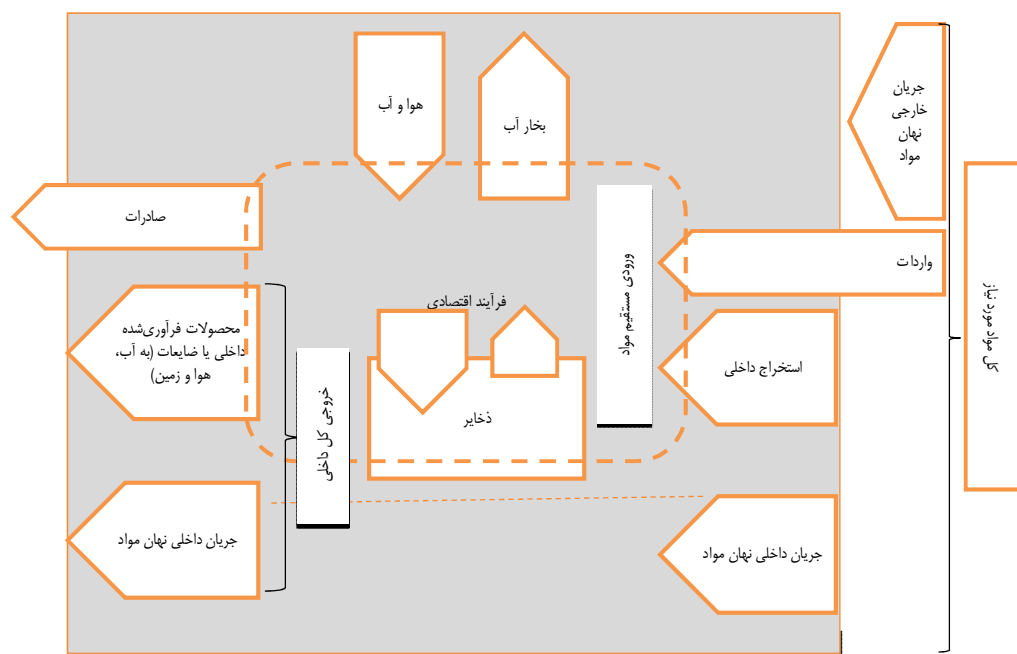 جریان
خارجی
نهان
مواد
هوا و آب
بخار آب
کل مواد مورد نیاز
واردات
ورودی مستقیم مواد
صادرات
فرآیند اقتصادی
استخراج داخلی
ذخایر
محصولات فرآوری‌شده
داخلی یا ضایعات (به آب،
هوا و زمین)
خروجی کل داخلی
جریان داخلی نهان مواد
جریان داخلی نهان مواد